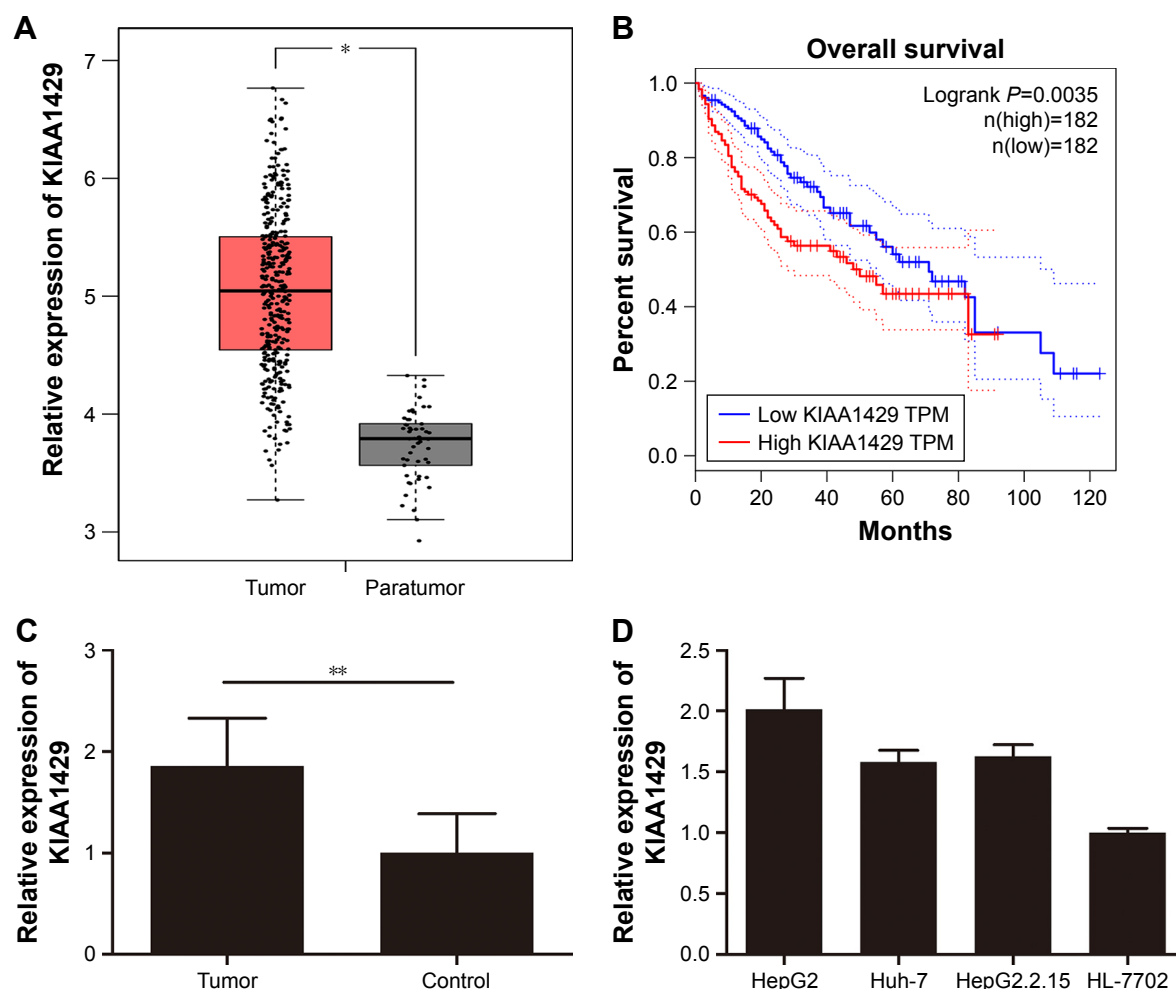 A
Relative expression of KIAA1429
7
6
5
4
3
*
Tumor
Paratumor
B
Overall survival
Percent survival
1.0
0.8
0.6
0.4
0.2
0.0
Logrank P=0.0035
n(high)=182
n(low)=182
Low KIAA1429 TPM
High KIAA1429 TPM
0 20 40 60 80 100 120
Months
C
Relative expression of
KIAA1429
3
2
1
0
**
Tumor
Control
D
Relative expression of
KIAA1429
2.5
2.0
1.5
1.0
0.5
0.0
HepG2
Huh-7
HepG2.2.15
HL-7702